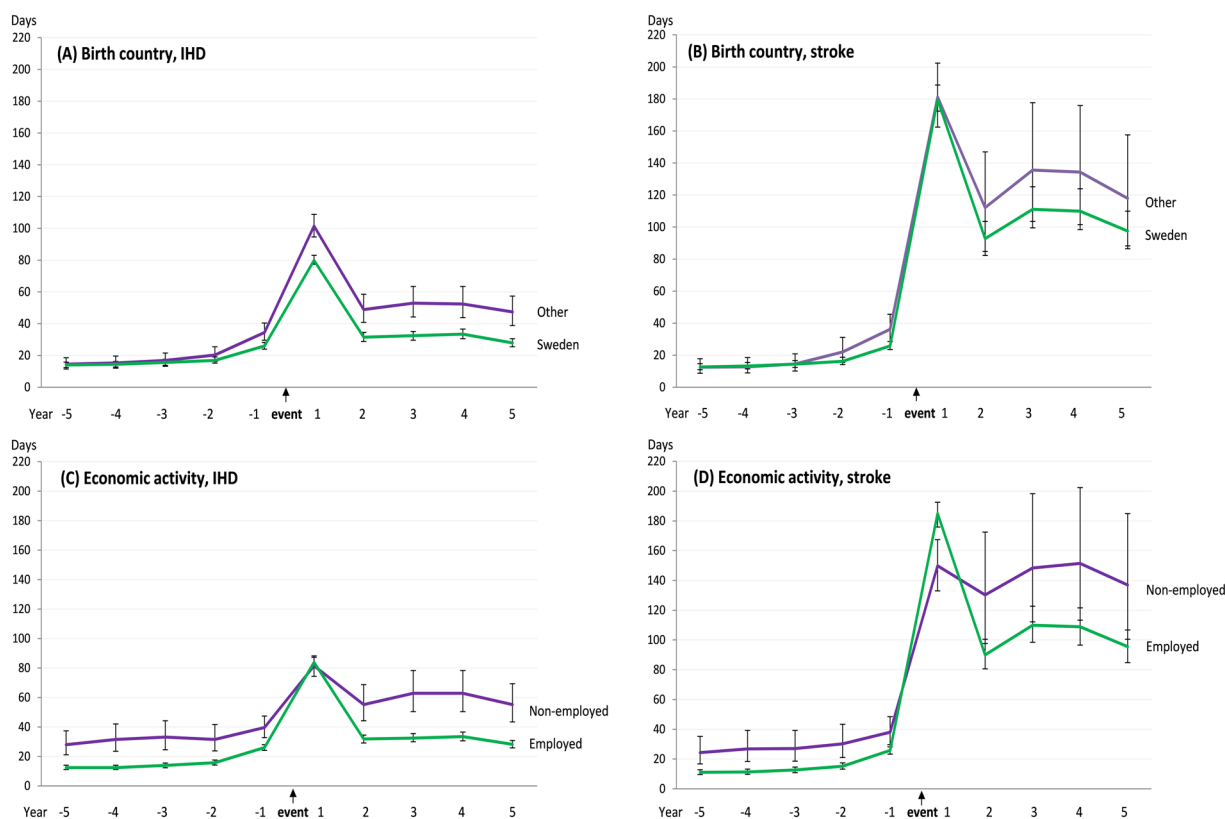 Days
(A) Birth country, IHD
220
200
180
160
140
120
100
80
60
40
20
0
Other
Sweden
Year -5 -4 -3 -2 -1 event 1 2 3 4 5
Days
(B) Birth country, stroke
220
200
180
160
140
120
100
80
60
40
20
0
Other
Sweden
Year -5 -4 -3 -2 -1 event 1 2 3 4 5
Days
(C) Economic activity, IHD
220
200
180
160
140
120
100
80
60
40
20
0
Non-employed
Employed
Year -5 -4 -3 -2 -1 event 1 2 3 4 5
Days
(D) Economic activity, stroke
220
200
180
160
140
120
100
80
60
40
20
0
Non-employed
Employed
Year -5 -4 -3 -2 -1 event 1 2 3 4 5